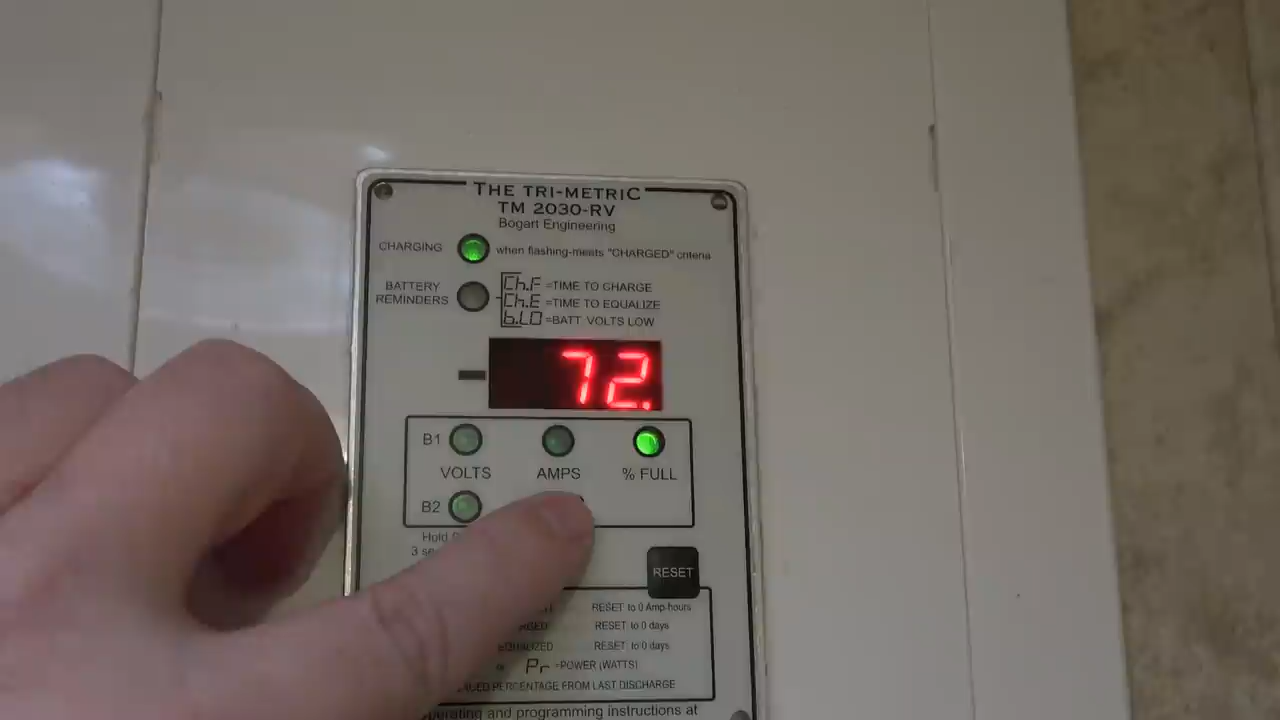 THE TRI-METRIC
TM 2030-RV
Bogart Engineering
CHARGING when flashing-meets "CHARGED" criteria
BATTERY REMINDERS
Ch.F =TIME TO CHARGE
Ch.E =TIME TO EQUALIZE
b.LO =BATT VOLTS LOW
72.
B1
VOLTS AMPS % FULL
B2
Hold
3
RESET
RESET to 0 Amp-hours
RESET to 0 days
EQUALIZED RESET to 0 days
or Pr =POWER (WATTS)
PERCENTAGE FROM LAST DISCHARGE
operating and programming instructions at